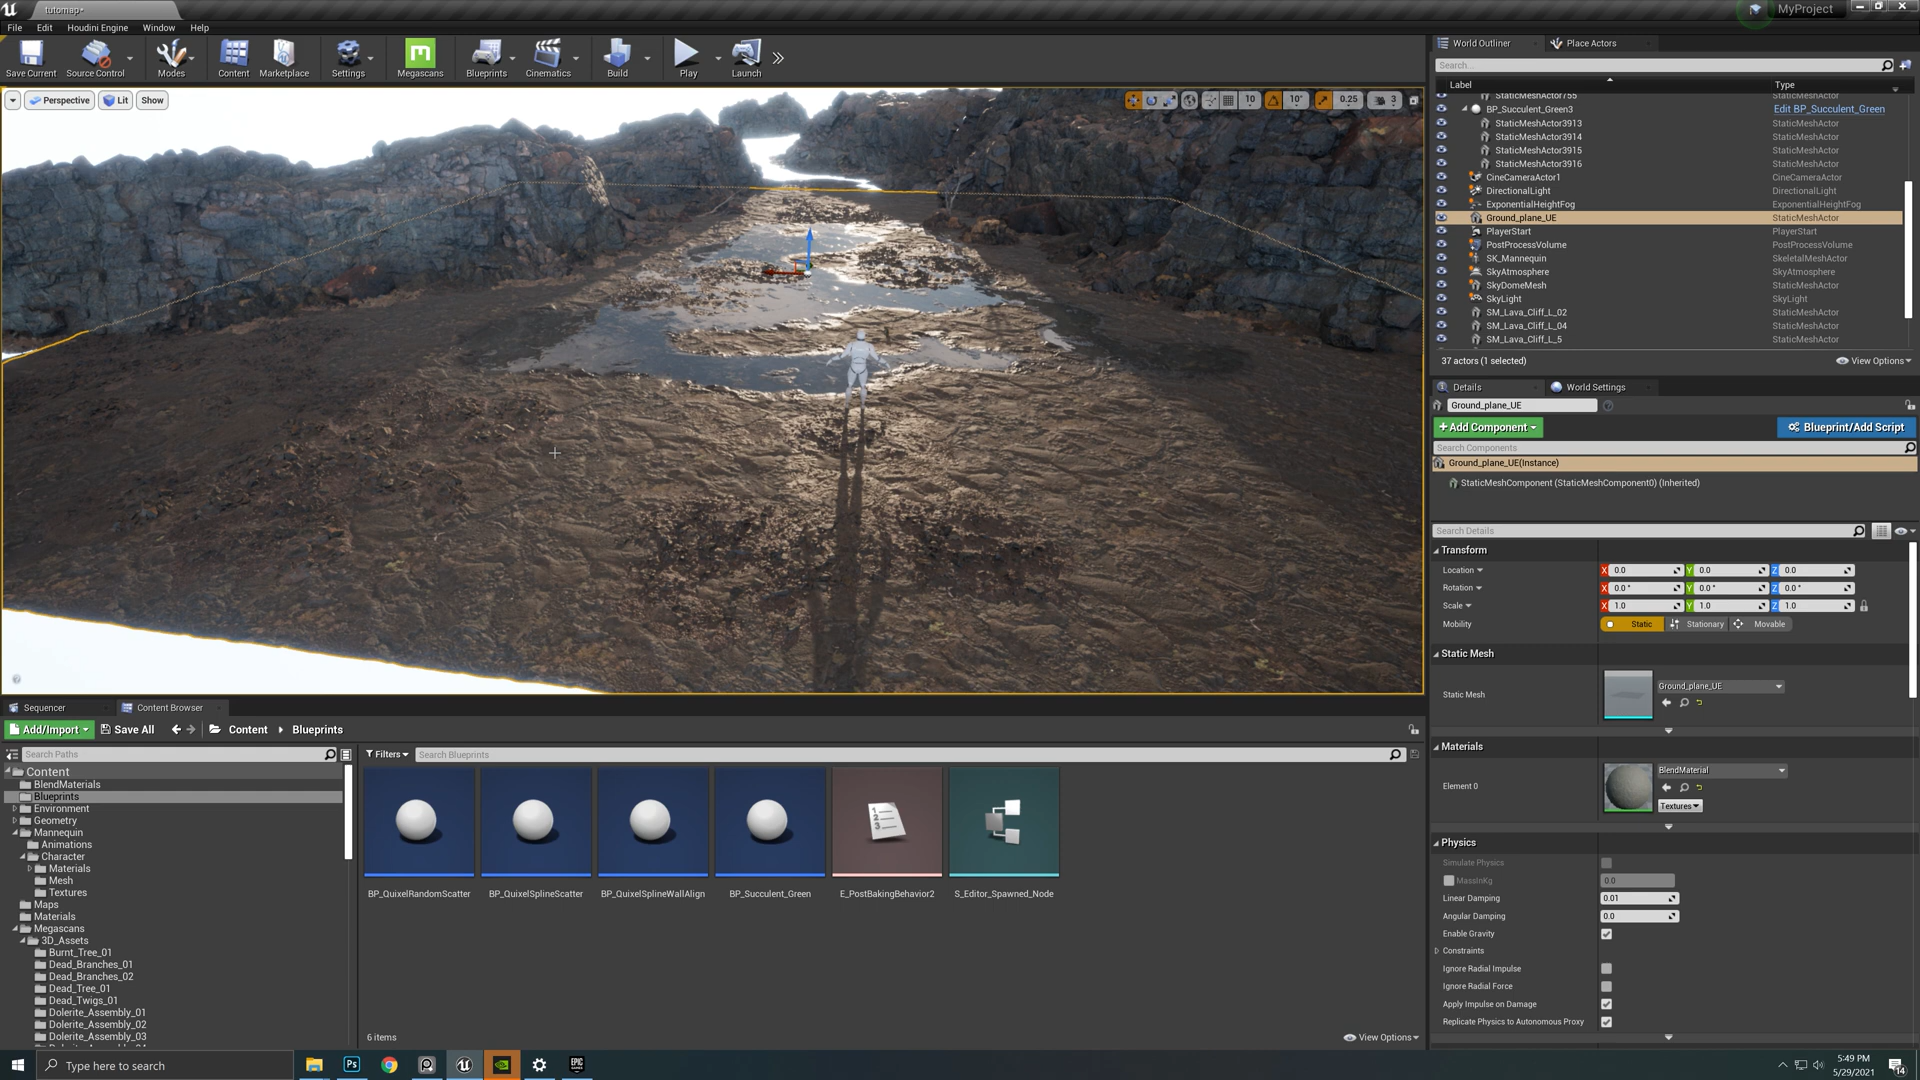 tutomap*
MyProject
File Edit Houdini Engine Window Help
Save Current Source Control Modes Content Marketplace Settings Megascans Blueprints Cinematics Build Play Launch
Perspective Lit Show
10 10° 0.25 3
World Outliner Place Actors
Search...
Label Type
StaticMeshActor755 StaticMeshActor
BP_Succulent_Green3 Edit BP_Succulent_Green
StaticMeshActor3913 StaticMeshActor
StaticMeshActor3914 StaticMeshActor
StaticMeshActor3915 StaticMeshActor
StaticMeshActor3916 StaticMeshActor
CineCameraActor1 CineCameraActor
DirectionalLight DirectionalLight
ExponentialHeightFog ExponentialHeightFog
Ground_plane_UE StaticMeshActor
PlayerStart PlayerStart
PostProcessVolume PostProcessVolume
SK_Mannequin SkeletalMeshActor
SkyAtmosphere SkyAtmosphere
SkyDomeMesh StaticMeshActor
SkyLight SkyLight
SM_Lava_Cliff_L_02 StaticMeshActor
SM_Lava_Cliff_L_04 StaticMeshActor
SM_Lava_Cliff_L_5 StaticMeshActor
37 actors (1 selected) View Options
Details World Settings
Ground_plane_UE
+Add Component Blueprint/Add Script
Search Components
Ground_plane_UE(Instance)
StaticMeshComponent (StaticMeshComponent0) (Inherited)
Search Details
Transform
Location X 0.0 Y 0.0 Z 0.0
Rotation X 0.0 ° Y 0.0 ° Z 0.0 °
Scale X 1.0 Y 1.0 Z 1.0
Mobility Static Stationary Movable
Static Mesh
Static Mesh Ground_plane_UE
Materials
Element 0 BlendMaterial
Textures
Physics
Simulate Physics
MassInKg 0.0
Linear Damping 0.01
Angular Damping 0.0
Enable Gravity
Constraints
Ignore Radial Impulse
Ignore Radial Force
Apply Impulse on Damage
Replicate Physics to Autonomous Proxy
Sequencer Content Browser
Add/Import Save All Content Blueprints
Search Paths
Filters Search Blueprints
Content
BlendMaterials
Blueprints
Environment
Geometry
Mannequin
Animations
Character
Materials
Mesh
Textures
Maps
Materials
Megascans
3D_Assets
Burnt_Tree_01
Dead_Branches_01
Dead_Branches_02
Dead_Tree_01
Dead_Twigs_01
Dolerite_Assembly_01
Dolerite_Assembly_02
Dolerite_Assembly_03
BP_QuixelRandomScatter BP_QuixelSplineScatter BP_QuixelSplineWallAlign BP_Succulent_Green E_PostBakingBehavior2 S_Editor_Spawned_Node
6 items View Options
Type here to search
Ps
EPIC GAMES
5:49 PM
5/29/2021
14